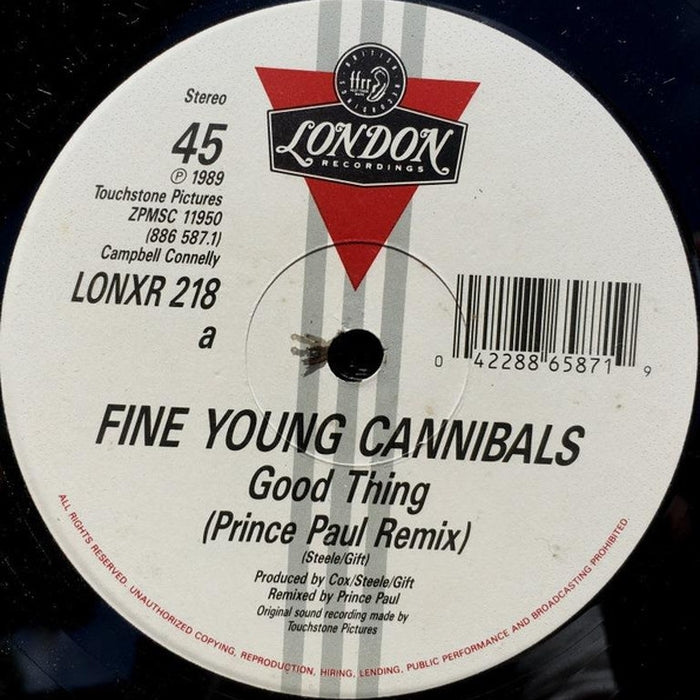 BRITISH RECORDINGS
ffrr
LONDON
RECORDINGS
Stereo
45
℗ 1989
Touchstone Pictures
ZPMSC 11950
(886 587.1)
Campbell Connelly
LONXR 218
a
0 42288 65871 9
FINE YOUNG CANNIBALS
Good Thing
(Prince Paul Remix)
(Steele/Gift)
Produced by Cox/Steele/Gift
Remixed by Prince Paul
Original sound recording made by
Touchstone Pictures
ALL RIGHTS RESERVED. UNAUTHORIZED COPYING, REPRODUCTION, HIRING, LENDING, PUBLIC PERFORMANCE AND BROADCASTING PROHIBITED.